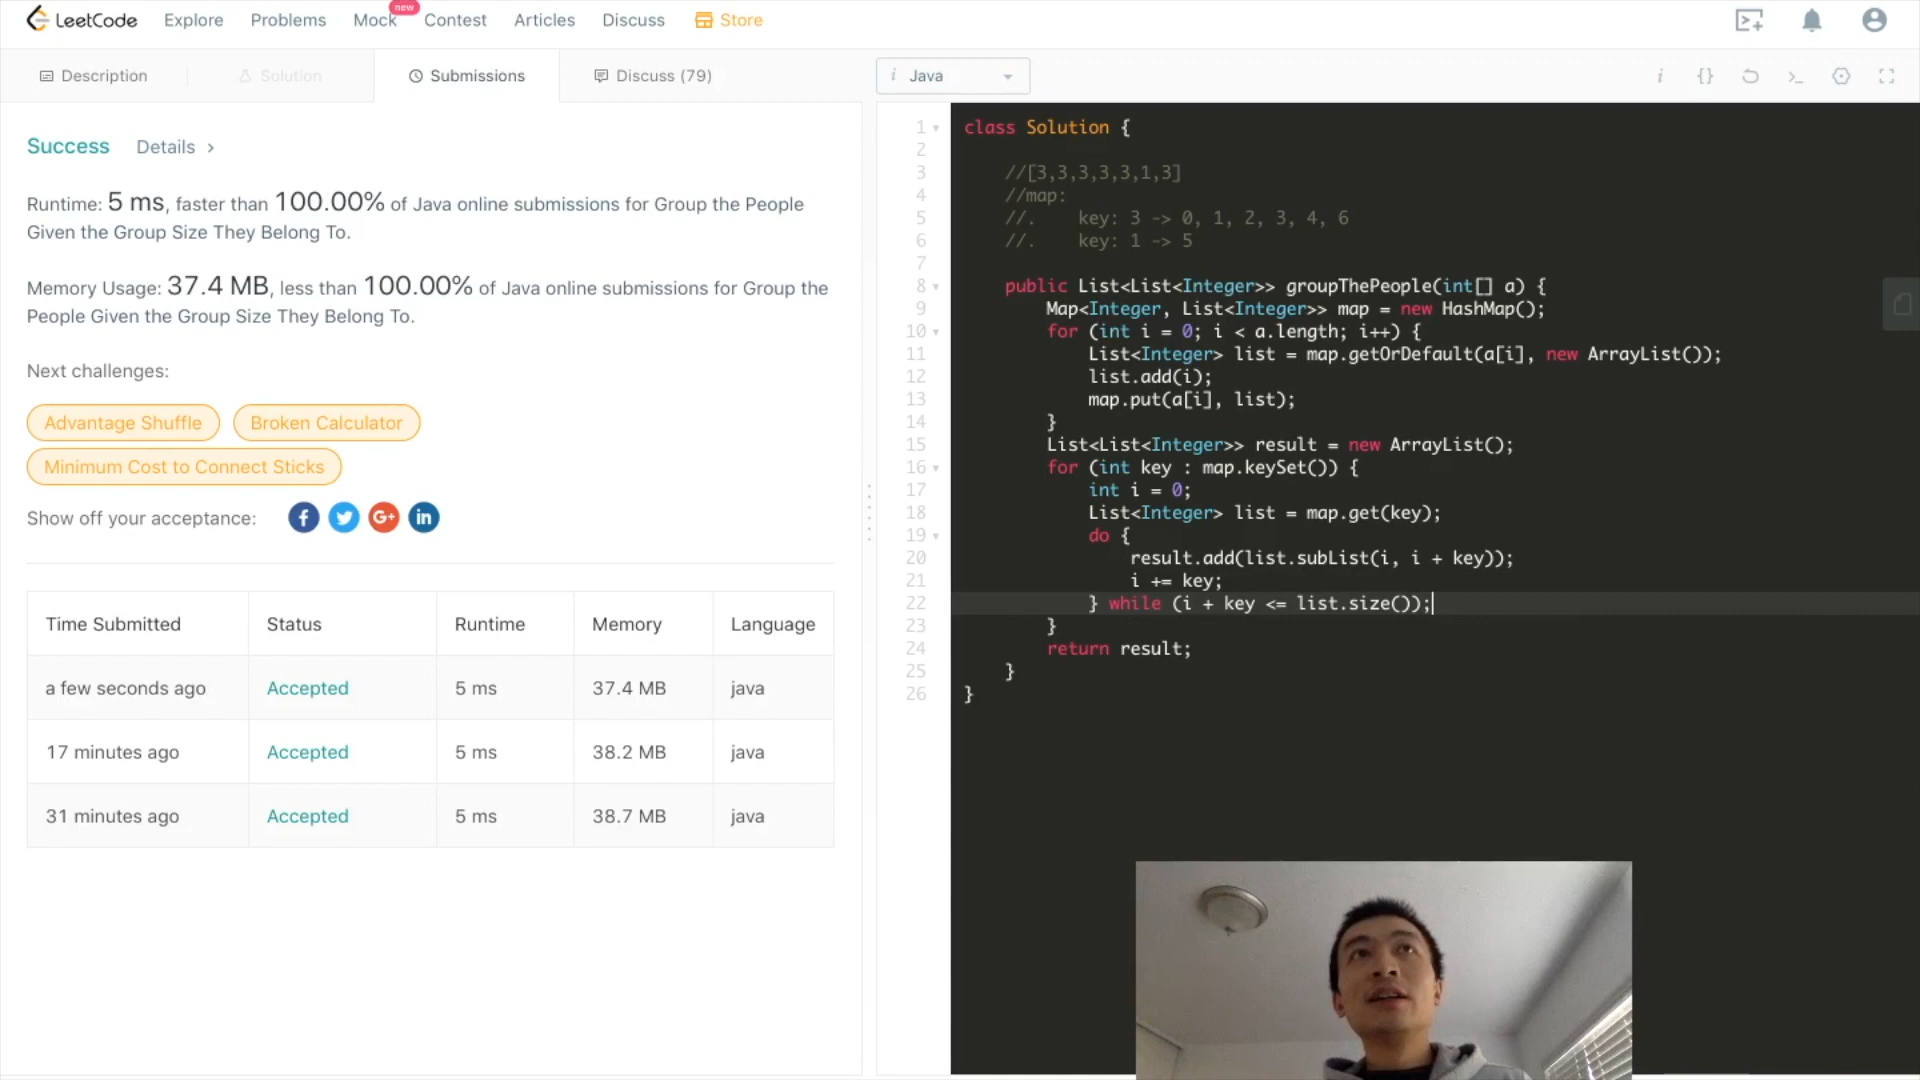 LeetCode Explore Problems Mock new Contest Articles Discuss Store
Description Solution Submissions Discuss (79)
i Java i {}
Success Details
Runtime: 5 ms, faster than 100.00% of Java online submissions for Group the People
Given the Group Size They Belong To.
Memory Usage: 37.4 MB, less than 100.00% of Java online submissions for Group the
People Given the Group Size They Belong To.
Next challenges:
Advantage Shuffle Broken Calculator
Minimum Cost to Connect Sticks
Show off your acceptance: f G+ in
Time Submitted Status Runtime Memory Language
a few seconds ago Accepted 5 ms 37.4 MB java
17 minutes ago Accepted 5 ms 38.2 MB java
31 minutes ago Accepted 5 ms 38.7 MB java
1 class Solution {
2
3 //[3,3,3,3,3,1,3]
4 //map:
5 //. key: 3 -> 0, 1, 2, 3, 4, 6
6 //. key: 1 -> 5
7
8 public List<List<Integer>> groupThePeople(int[] a) {
9 Map<Integer, List<Integer>> map = new HashMap();
10 for (int i = 0; i < a.length; i++) {
11 List<Integer> list = map.getOrDefault(a[i], new ArrayList());
12 list.add(i);
13 map.put(a[i], list);
14 }
15 List<List<Integer>> result = new ArrayList();
16 for (int key : map.keySet()) {
17 int i = 0;
18 List<Integer> list = map.get(key);
19 do {
20 result.add(list.subList(i, i + key));
21 i += key;
22 } while (i + key <= list.size());
23 }
24 return result;
25 }
26 }